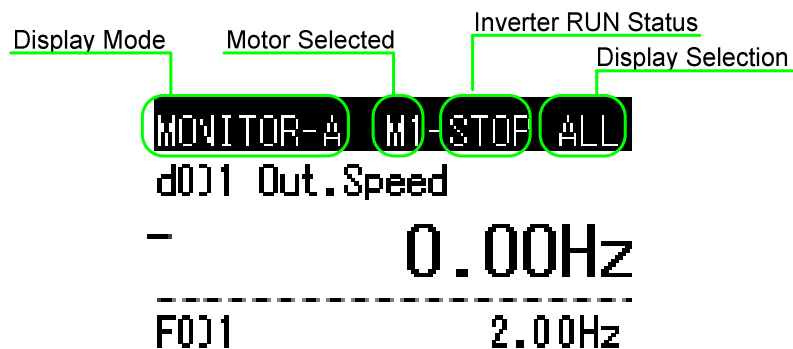 Inverter RUN Status
Display Mode Motor Selected
Display Selection
MONITOR-A M1-STOP ALL
d001 Out.Speed
- 0.00Hz
F001 2.00Hz